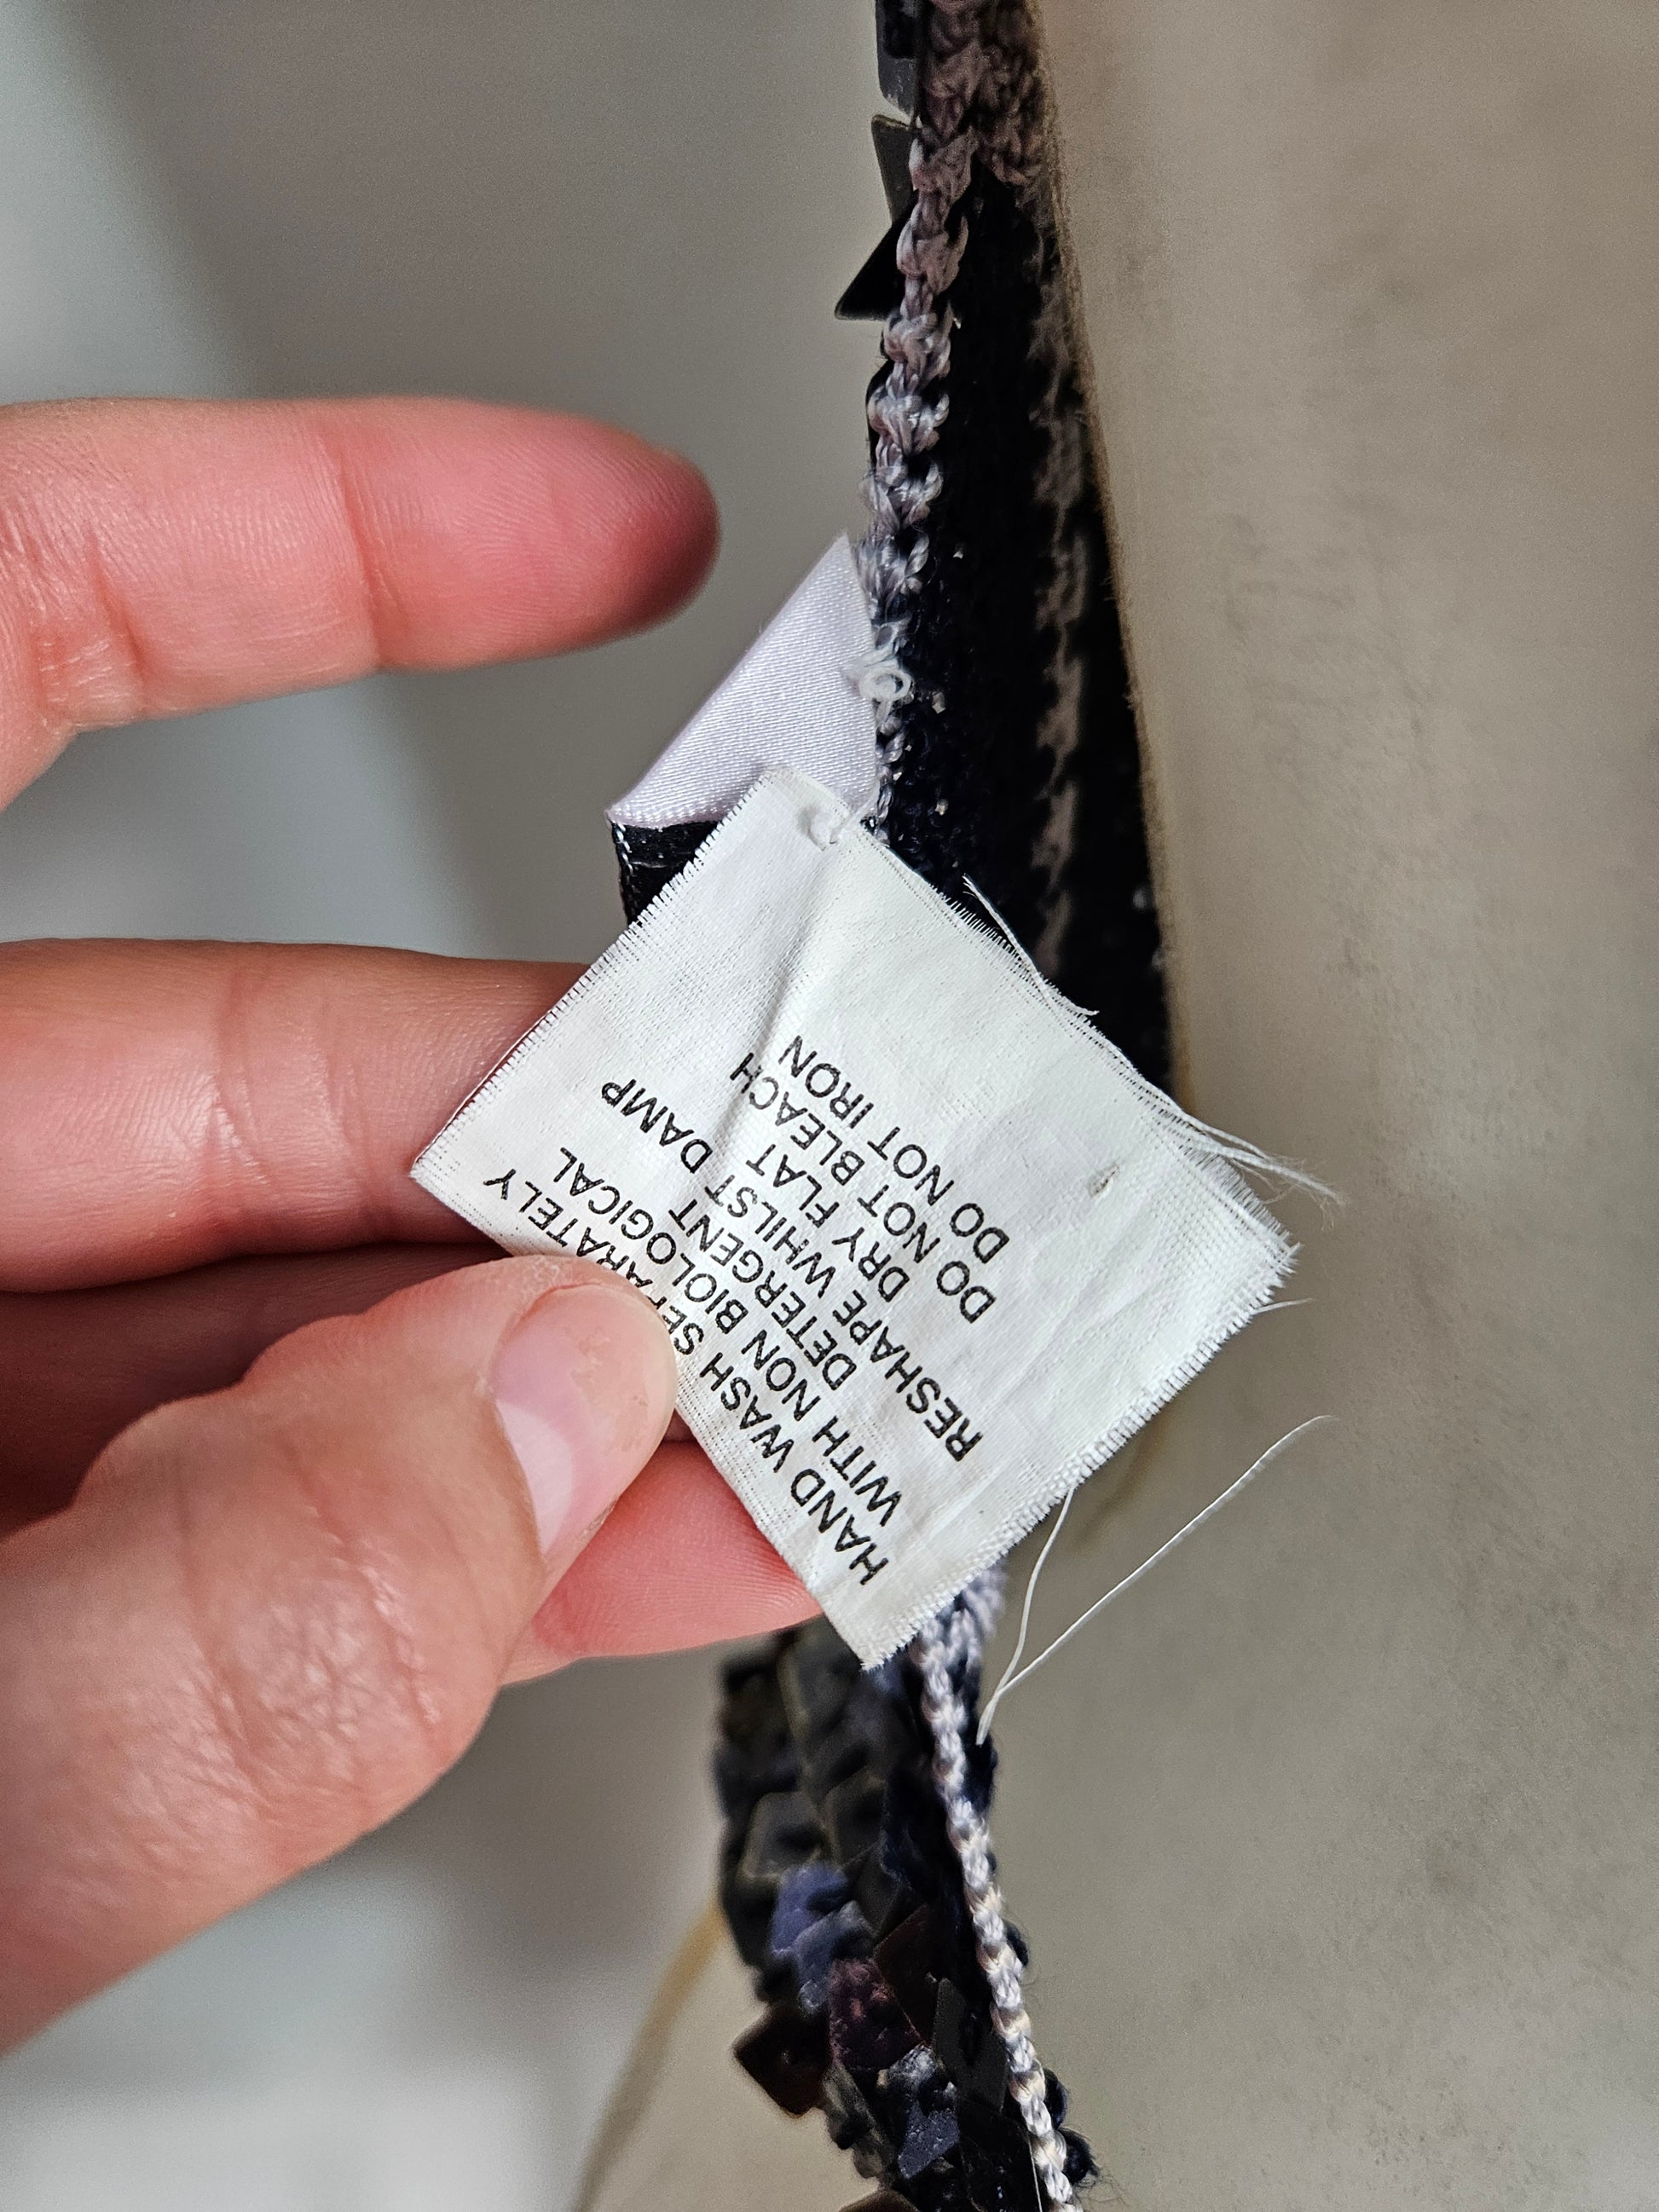 HAND WASH SEPARATELY
WITH NON BIOLOGICAL
DETERGENT
RESHAPE WHILST DAMP
DRY FLAT
DO NOT BLEACH
DO NOT IRON